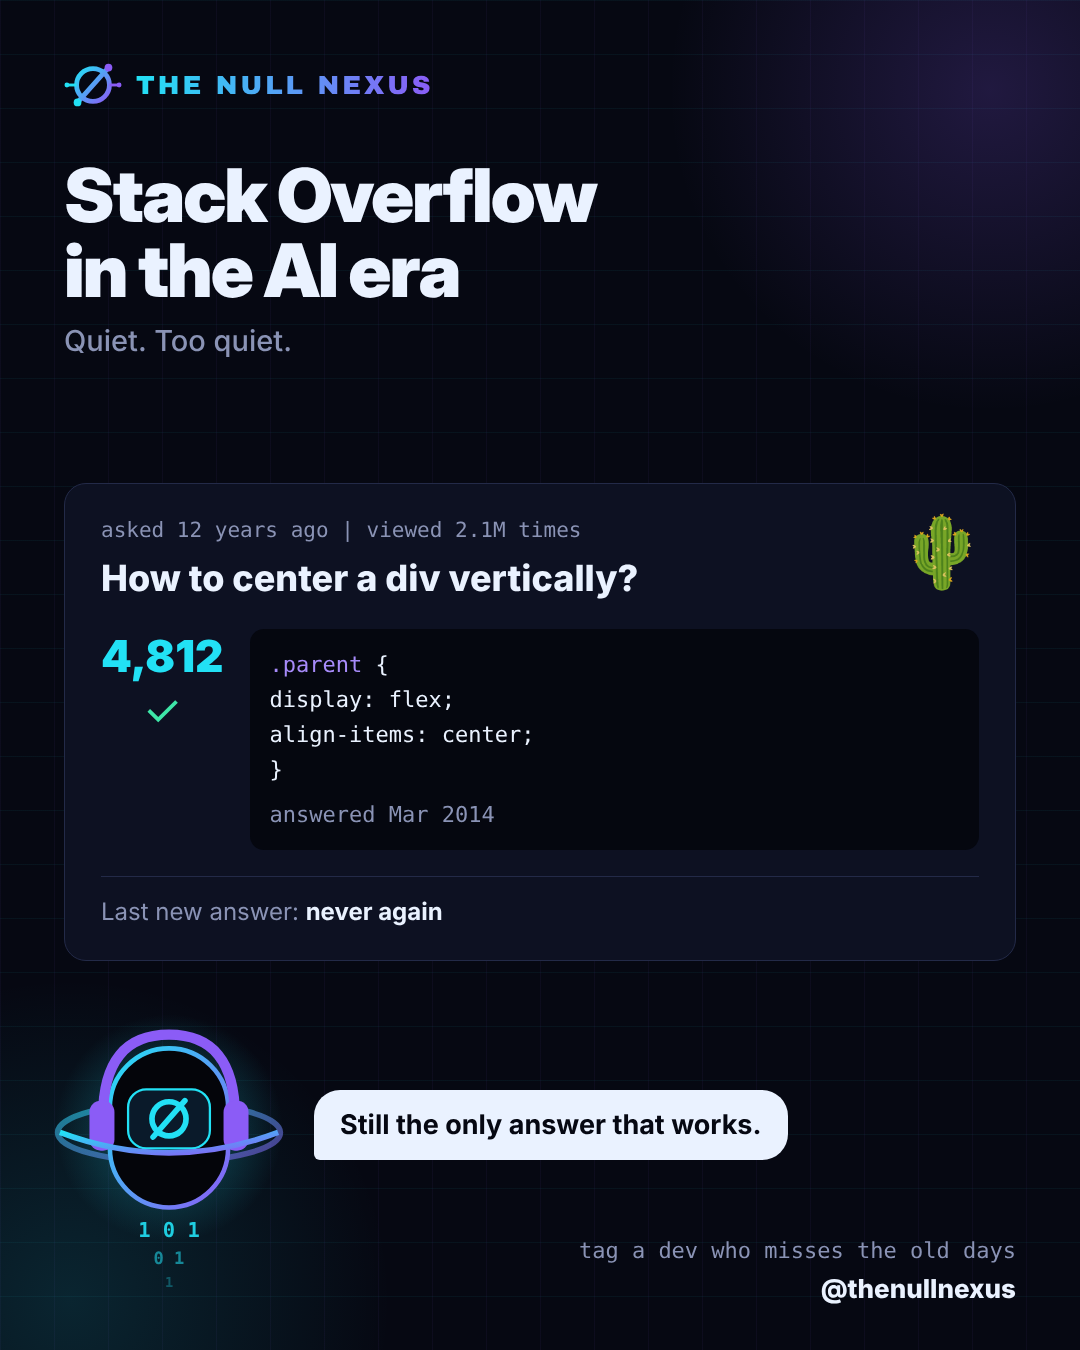 THE NULL NEXUS
Stack Overflow
in the AI era
Quiet. Too quiet.
asked 12 years ago | viewed 2.1M times
How to center a div vertically?
4,812
.parent {
display: flex;
align-items: center;
}
answered Mar 2014
Last new answer: never again
Still the only answer that works.
1 0 1
0 1
1
tag a dev who misses the old days
@thenullnexus